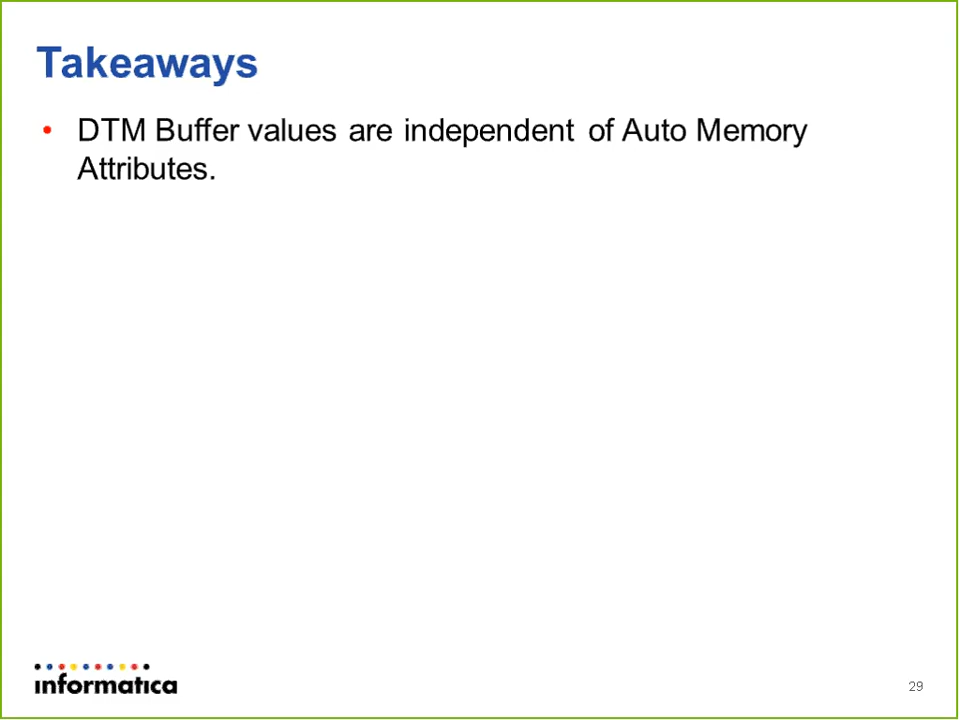 Takeaways
• DTM Buffer values are independent of Auto Memory
Attributes.
informatica
29